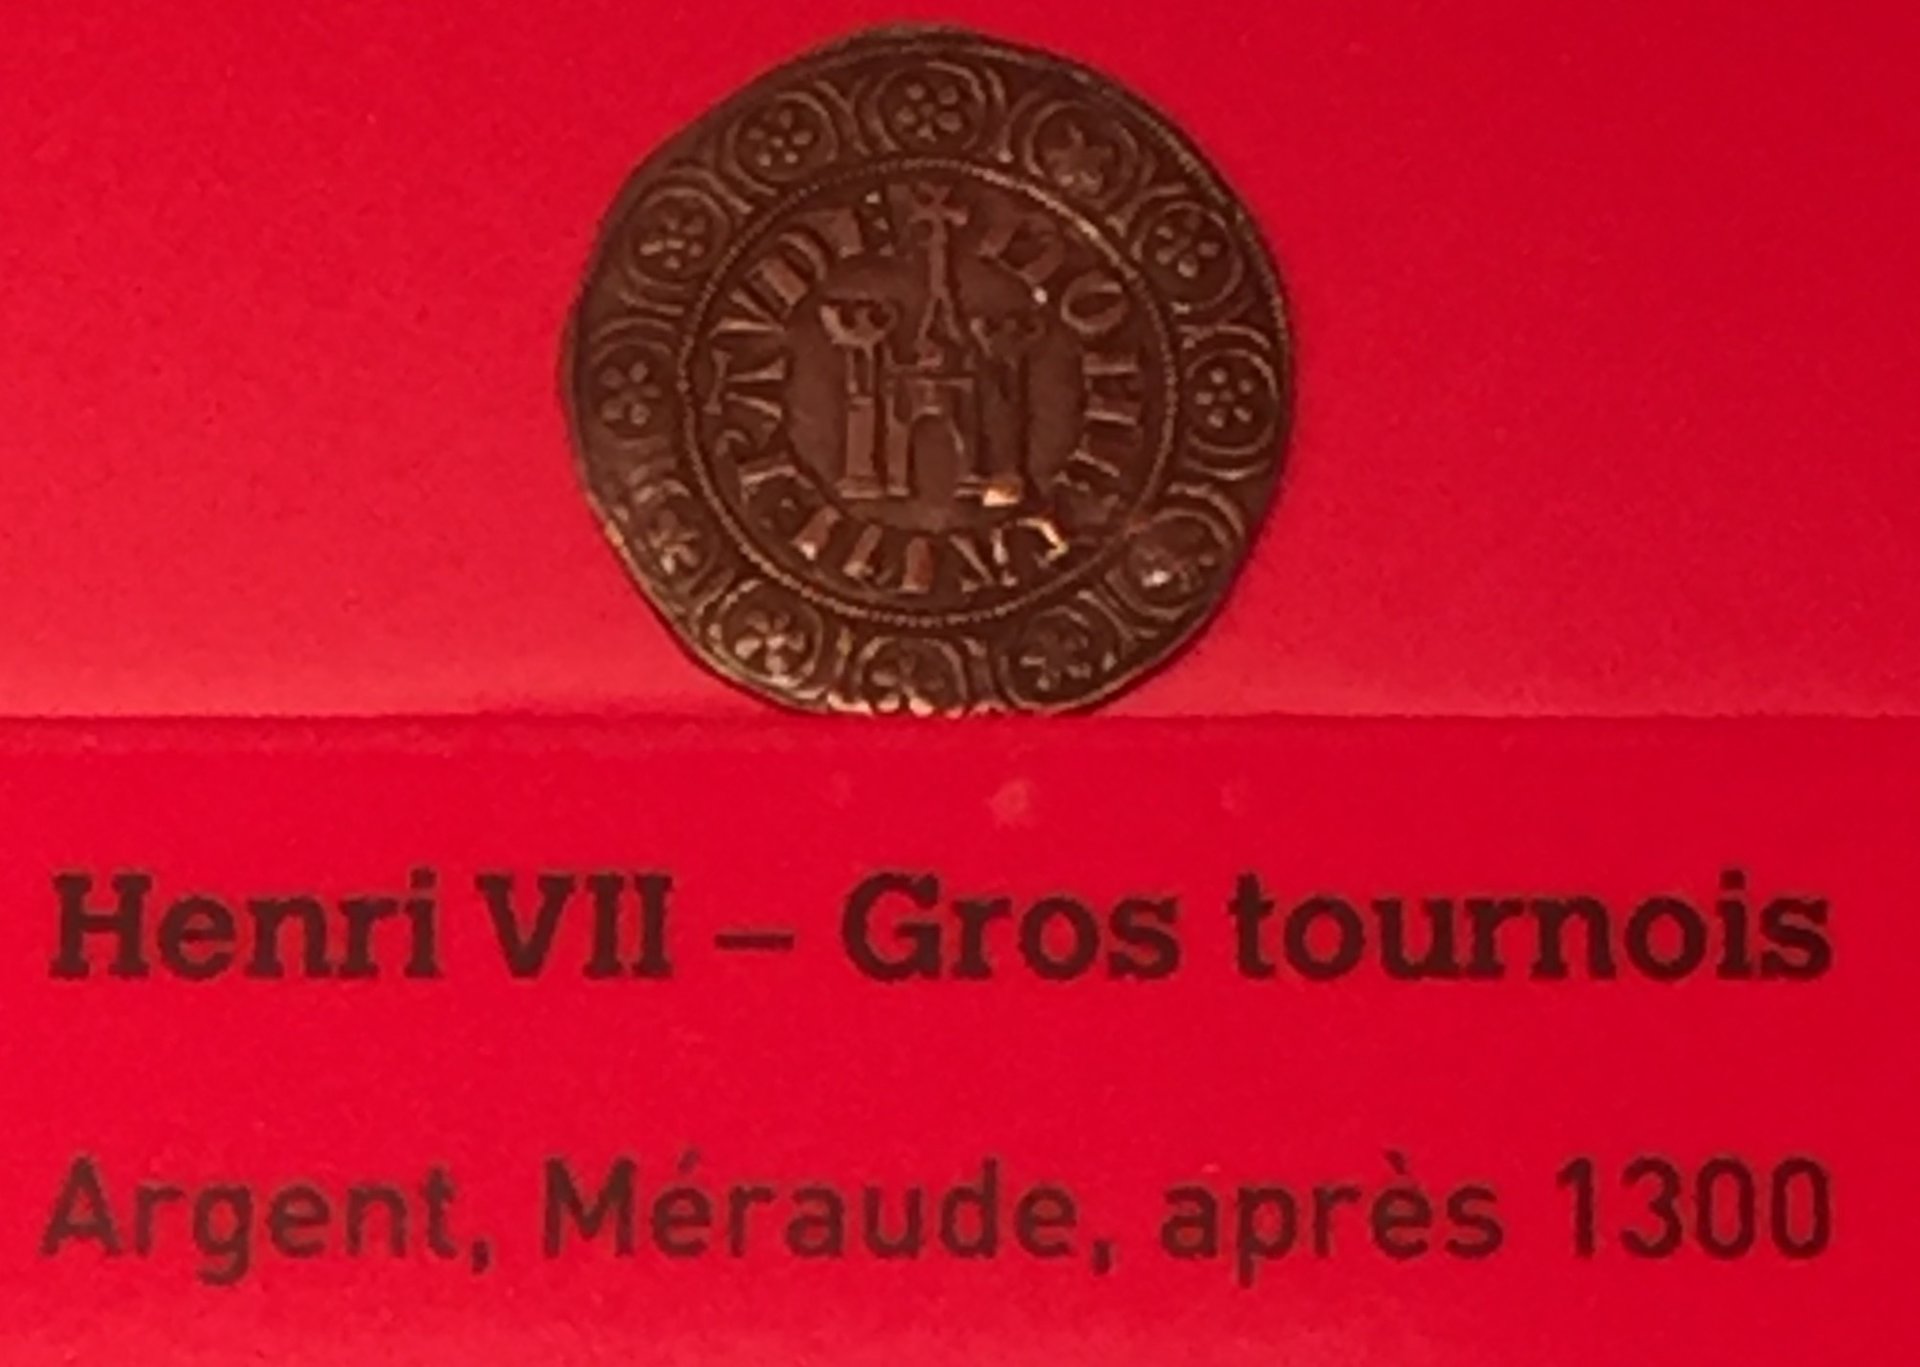 Henri VII – Gros tournois
Argent, Méraude, après 1300